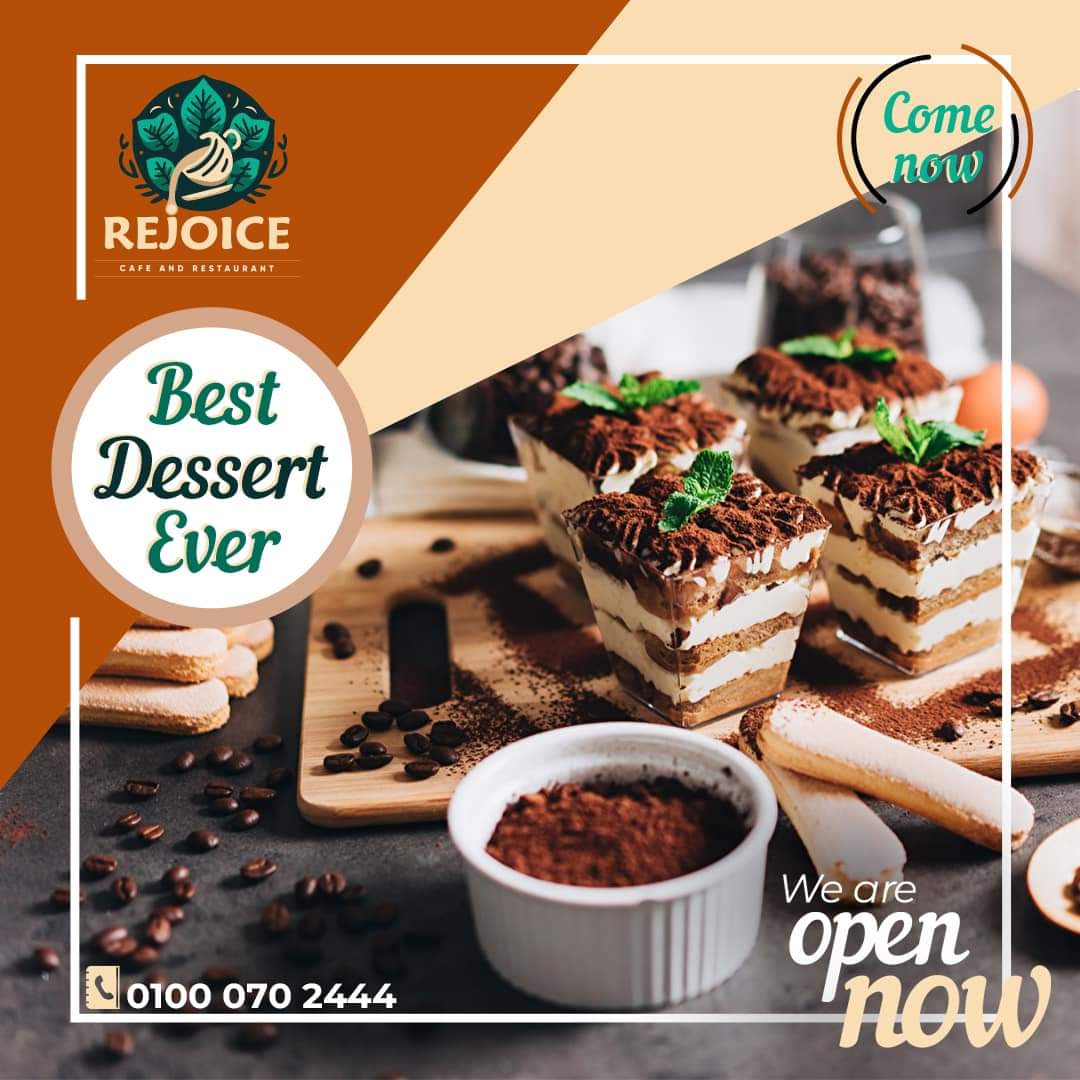 REJOICE
CAFE AND RESTAURANT
Come
now
Best
Dessert
Ever
We are
open
now
0100 070 2444